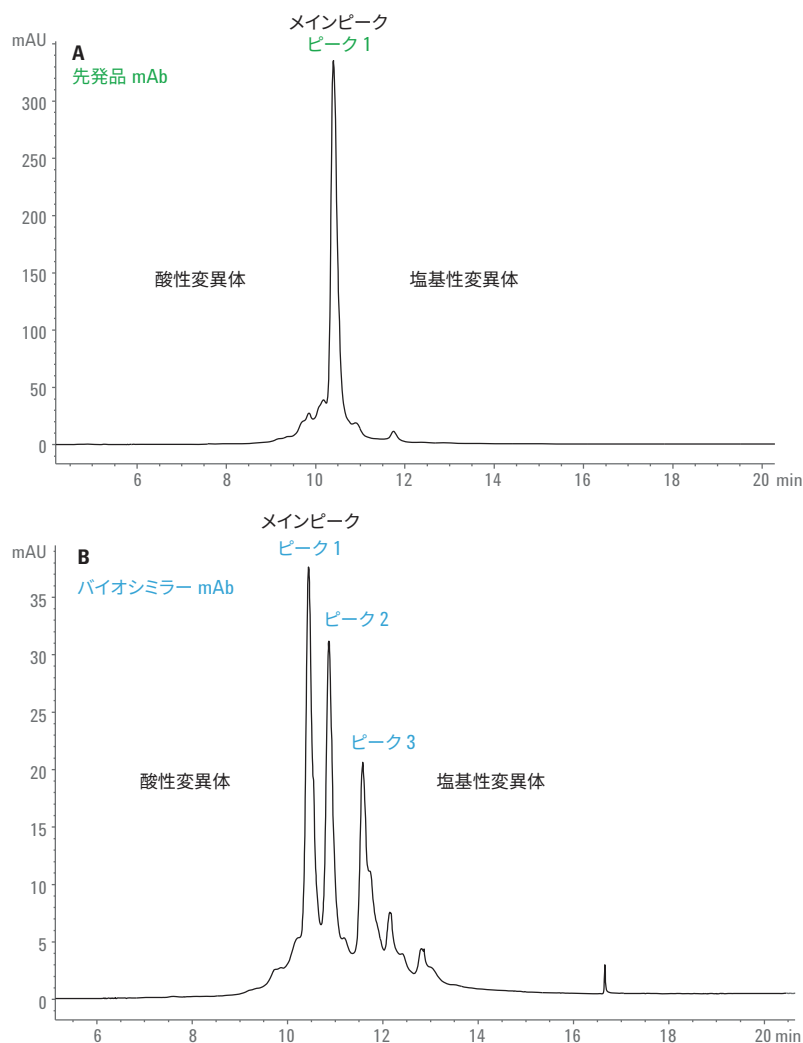 メインピーク
ピーク 1
mAU
A
先発品 mAb
300
250
200
150
100
50
0
酸性変異体
塩基性変異体
6
8
10
12
14
16
18
20 min
メインピーク
ピーク 1
mAU
B
バイオシミラー mAb
ピーク 2
ピーク 3
35
30
25
20
15
10
5
0
酸性変異体
塩基性変異体
6
8
10
12
14
16
18
20 min